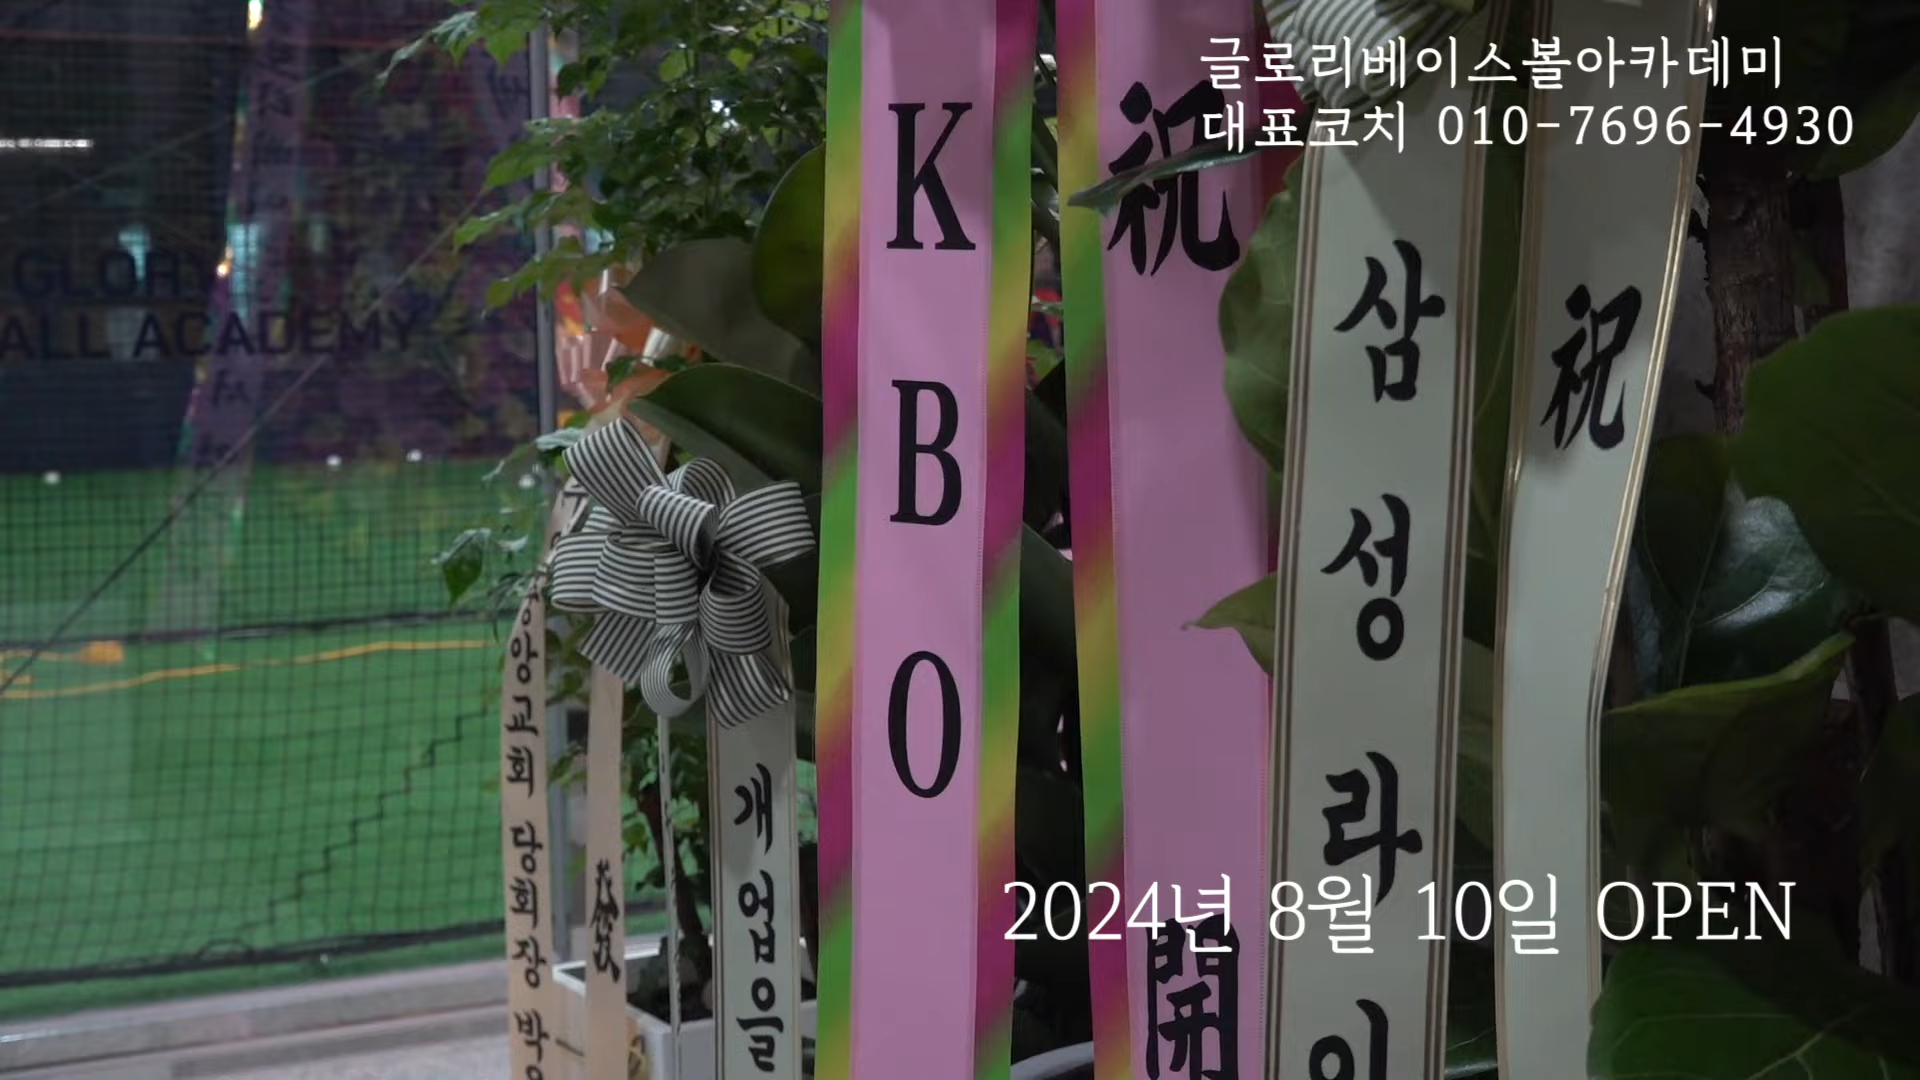 글로리베이스볼아카데미
대표코치 010-7696-4930
GLORY
ALL ACADEMY
KBO
祝
開
삼성라이
祝
앙교회 당회장 박
發
개업을
2024년 8월 10일 OPEN